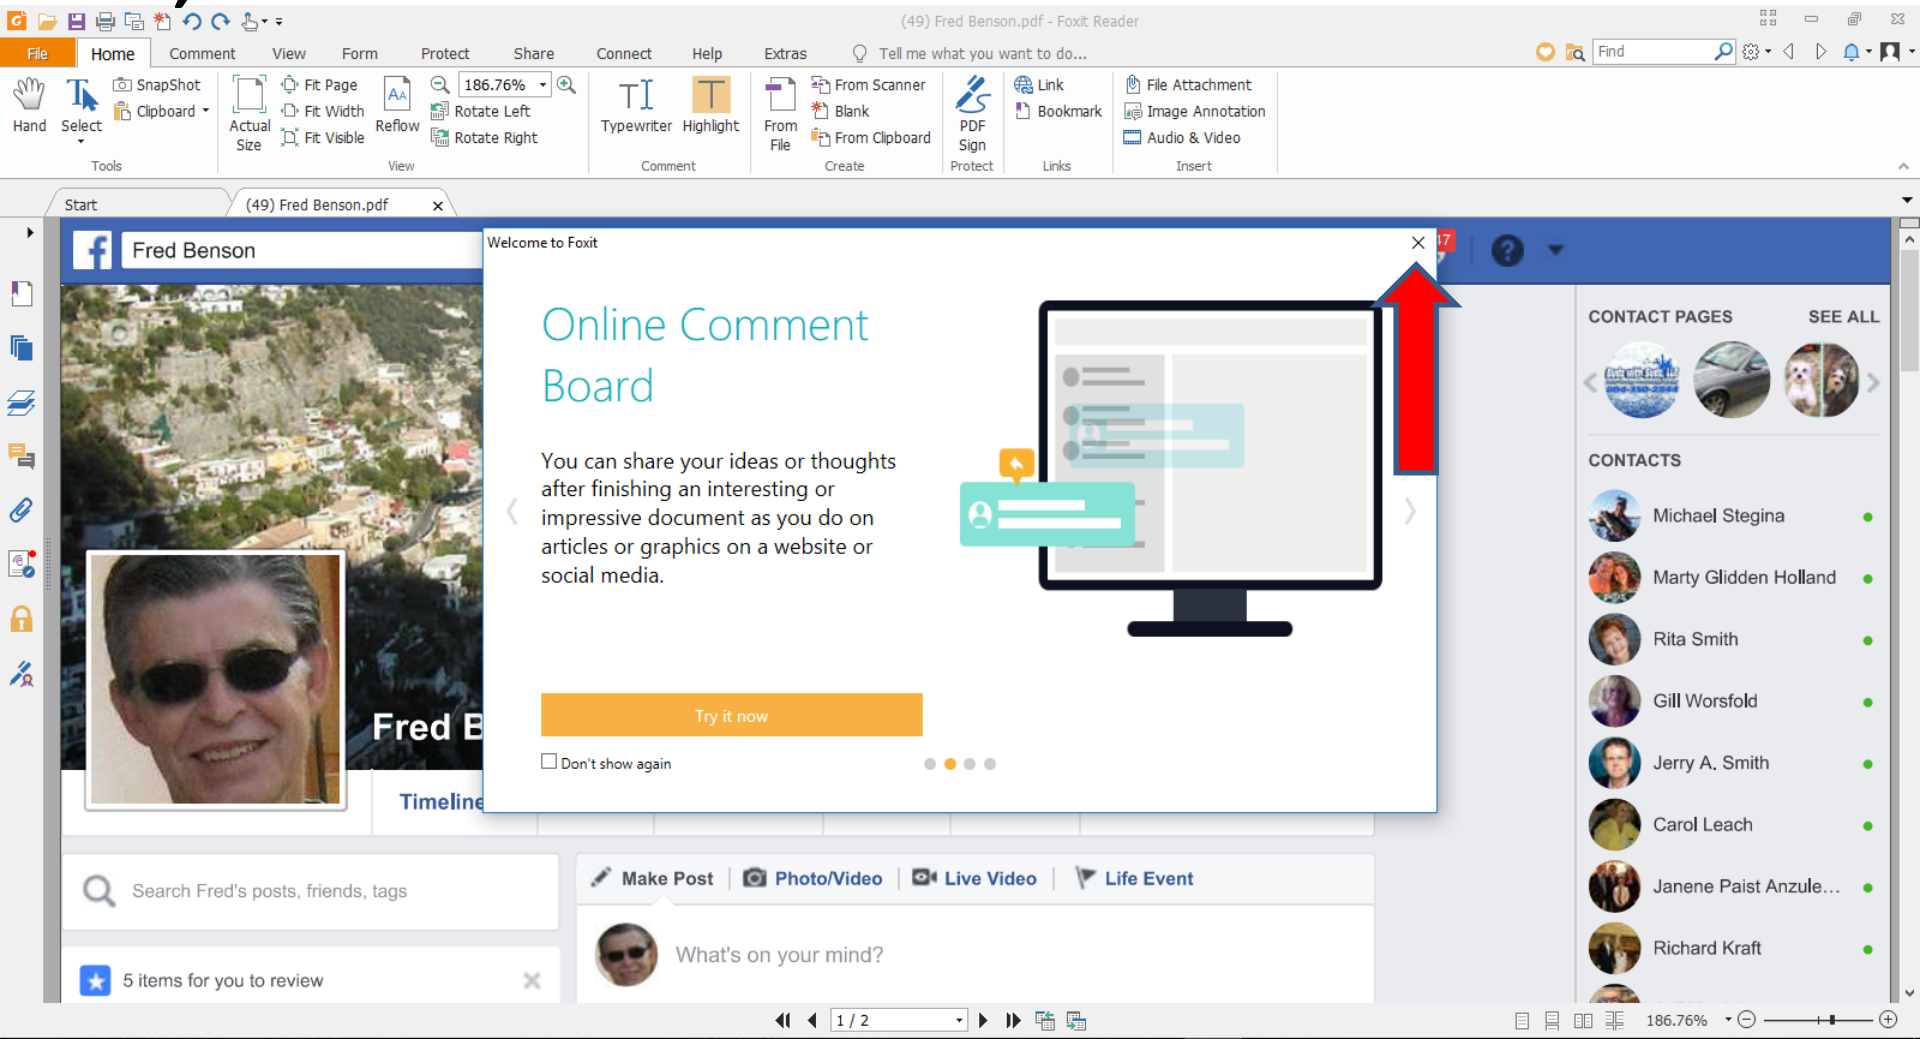 (49) Fred Benson.pdf - Foxit Reader
File Home Comment View Form Protect Share Connect Help Extras Tell me what you want to do... Find
Hand
Select
SnapShot
Clipboard
Tools
Actual
Size
Fit Page
Fit Width
Fit Visible
Reflow
186.76%
Rotate Left
Rotate Right
View
Typewriter
Highlight
Comment
From
File
From Scanner
Blank
From Clipboard
Create
PDF
Sign
Protect
Link
Bookmark
Links
File Attachment
Image Annotation
Audio & Video
Insert
Start
(49) Fred Benson.pdf
Fred Benson
47
Welcome to Foxit
Online Comment
Board
You can share your ideas or thoughts
after finishing an interesting or
impressive document as you do on
articles or graphics on a website or
social media.
Try it now
Don't show again
Fred B
Timeline
Search Fred's posts, friends, tags
5 items for you to review
Make Post
Photo/Video
Live Video
Life Event
What's on your mind?
CONTACT PAGES
SEE ALL
CONTACTS
Michael Stegina
Marty Glidden Holland
Rita Smith
Gill Worsfold
Jerry A. Smith
Carol Leach
Janene Paist Anzule...
Richard Kraft
1 / 2
186.76%